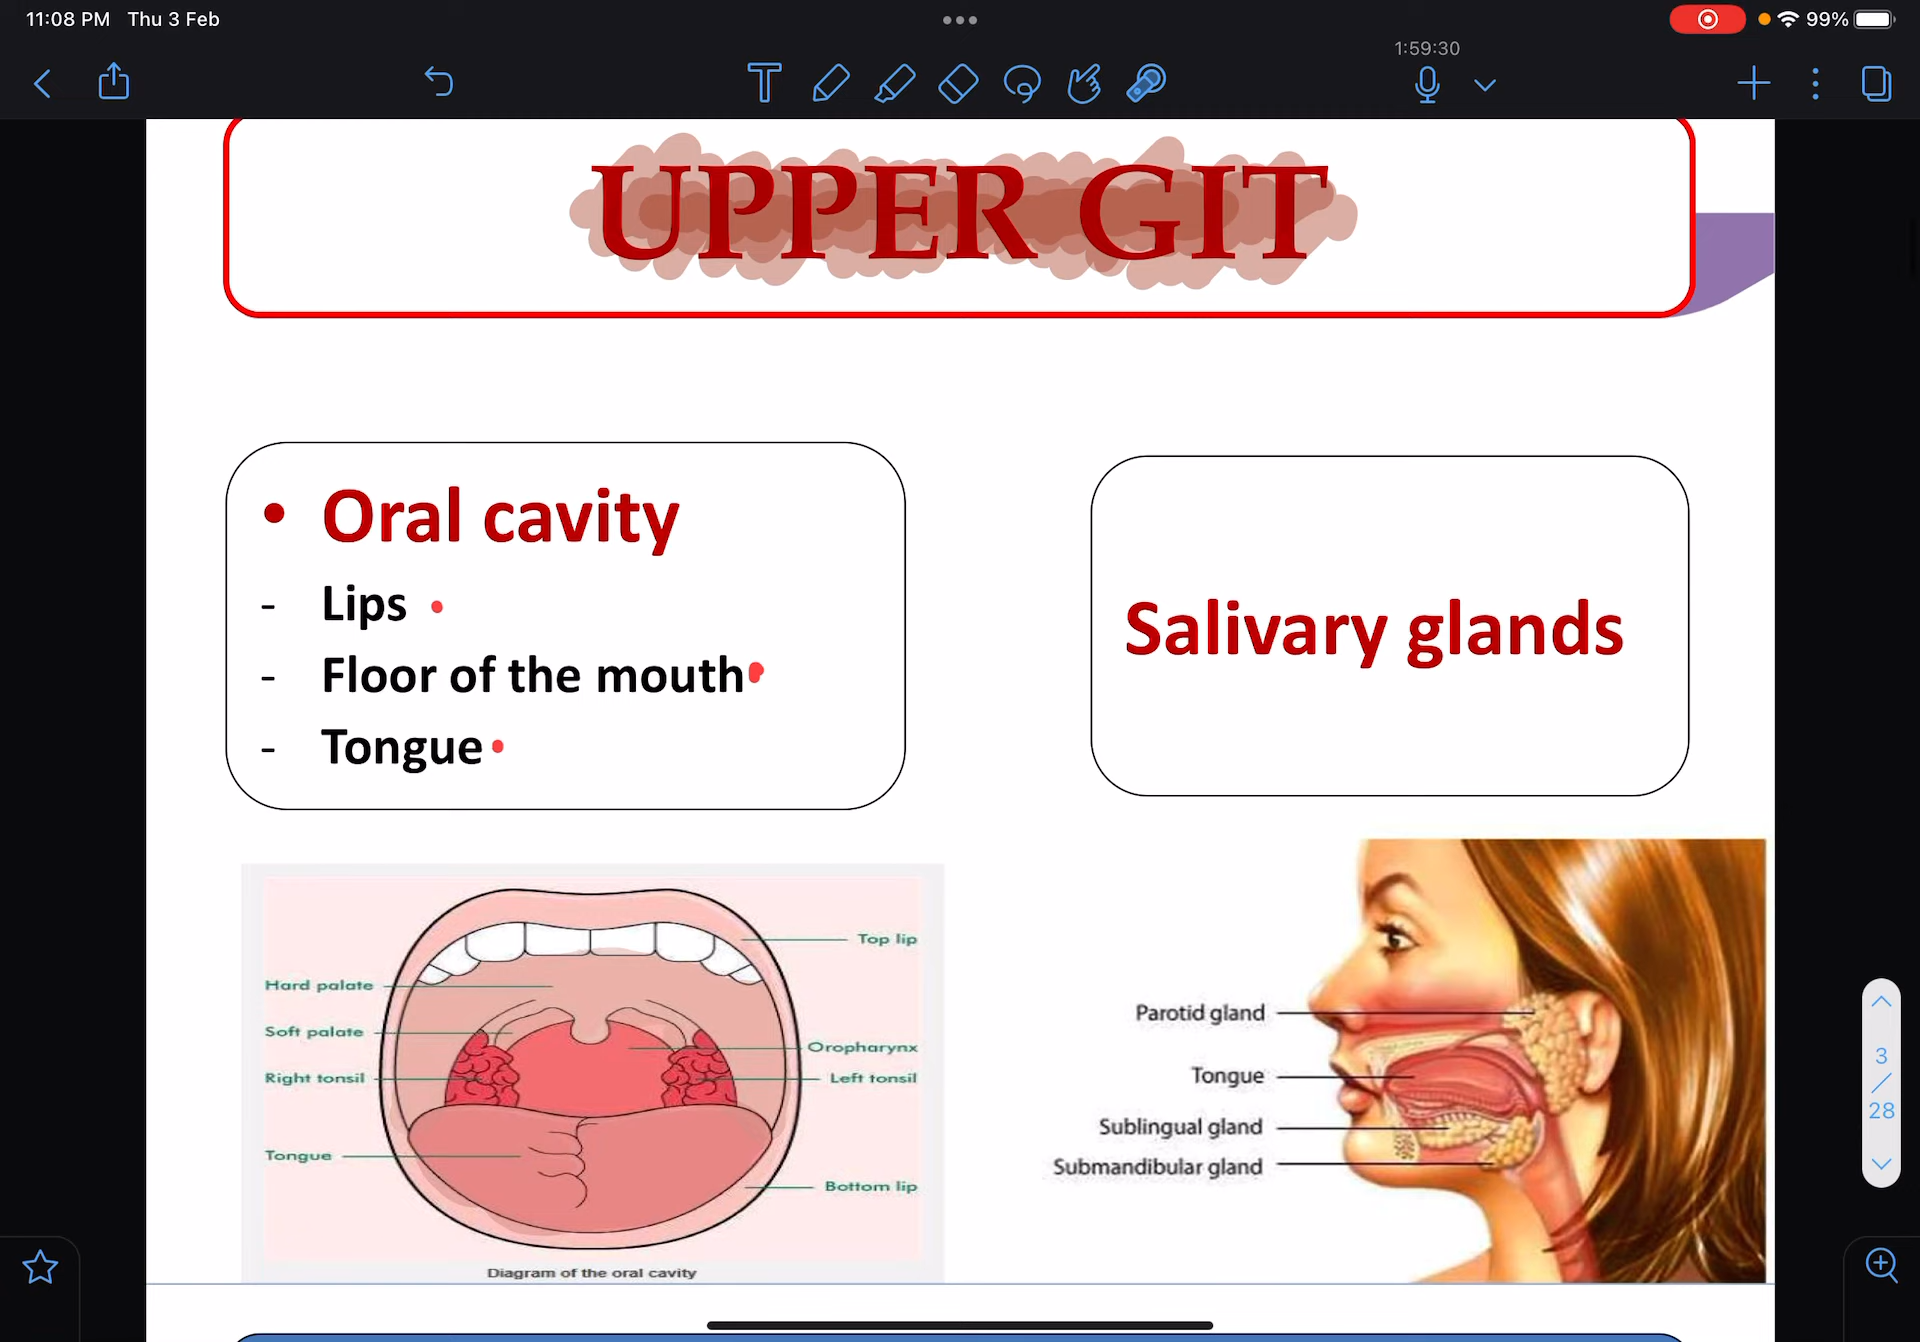 11:08 PM Thu 3 Feb
99%
1:59:30
UPPER GIT
• Oral cavity
- Lips
- Floor of the mouth
- Tongue
Salivary glands
Top lip
Hard palate
Soft palate
Oropharynx
Right tonsil
Left tonsil
Tongue
Bottom lip
Diagram of the oral cavity
Parotid gland
Tongue
Sublingual gland
Submandibular gland
3
/
28